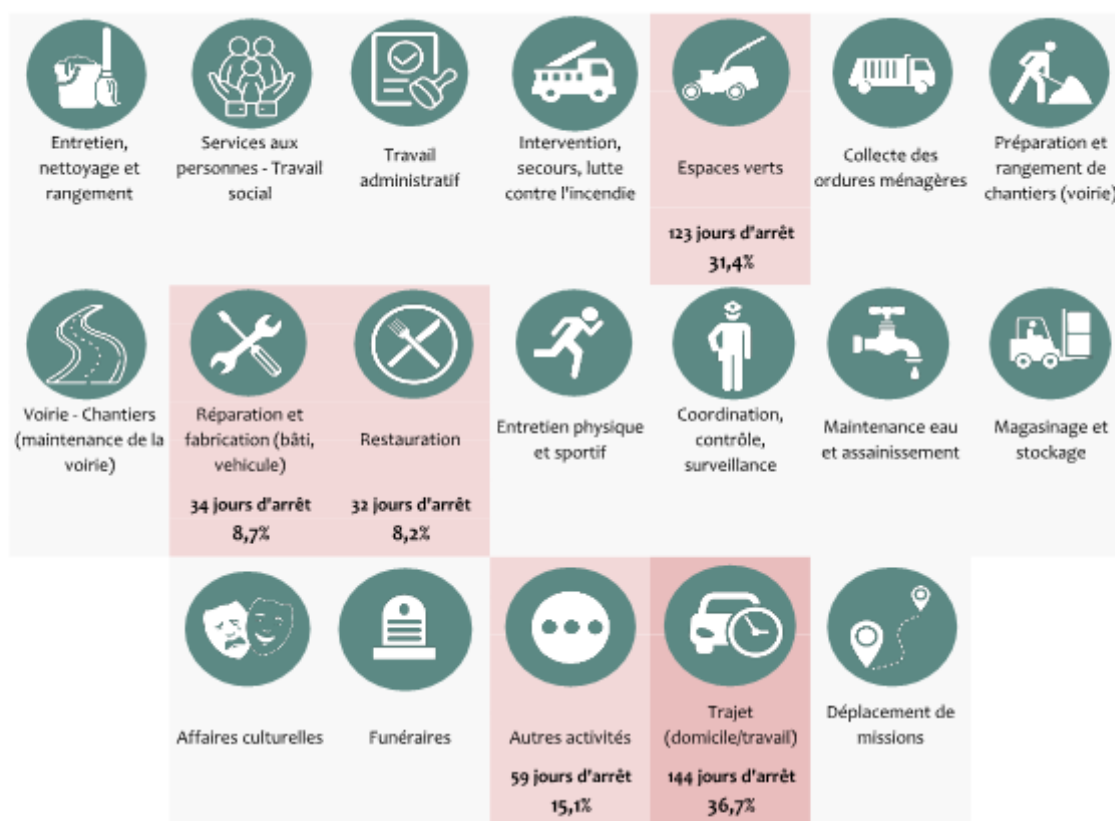 Entretien,
nettoyage et
rangement
Services aux
personnes - Travail
social
Travail
administratif
Intervention,
secours, lutte
contre l'incendie
Espaces verts
123 jours d'arrêt
31,4%
Collecte des
ordures ménagères
Préparation et
rangement de
chantiers (voirie)
Voirie - Chantiers
(maintenance de la
voirie)
Réparation et
fabrication (bâti,
vehicule)
34 jours d'arrêt
8,7%
Restauration
32 jours d'arrêt
8,2%
Entretien physique
et sportif
Coordination,
contrôle,
surveillance
Maintenance eau
et assainissement
Magasinage et
stockage
Affaires culturelles
Funéraires
Autres activités
59 jours d'arrêt
15,1%
Trajet
(domicile/travail)
144 jours d'arrêt
36,7%
Déplacement de
missions